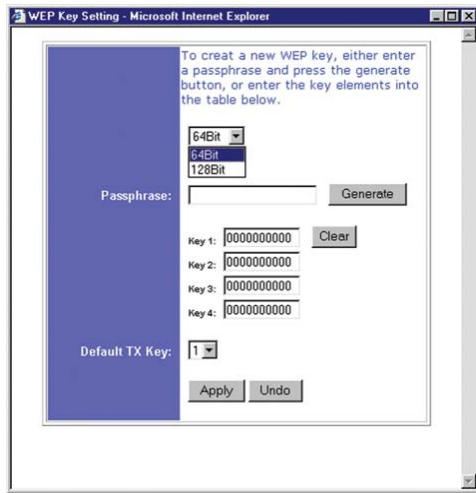 WEP Key Setting - Microsoft Internet Explorer
To creat a new WEP key, either enter
a passphrase and press the generate
button, or enter the key elements into
the table below.
64Bit
64Bit
128Bit
Passphrase: Generate
Key 1: 0000000000 Clear
Key 2: 0000000000
Key 3: 0000000000
Key 4: 0000000000
Default TX Key: 1
Apply Undo